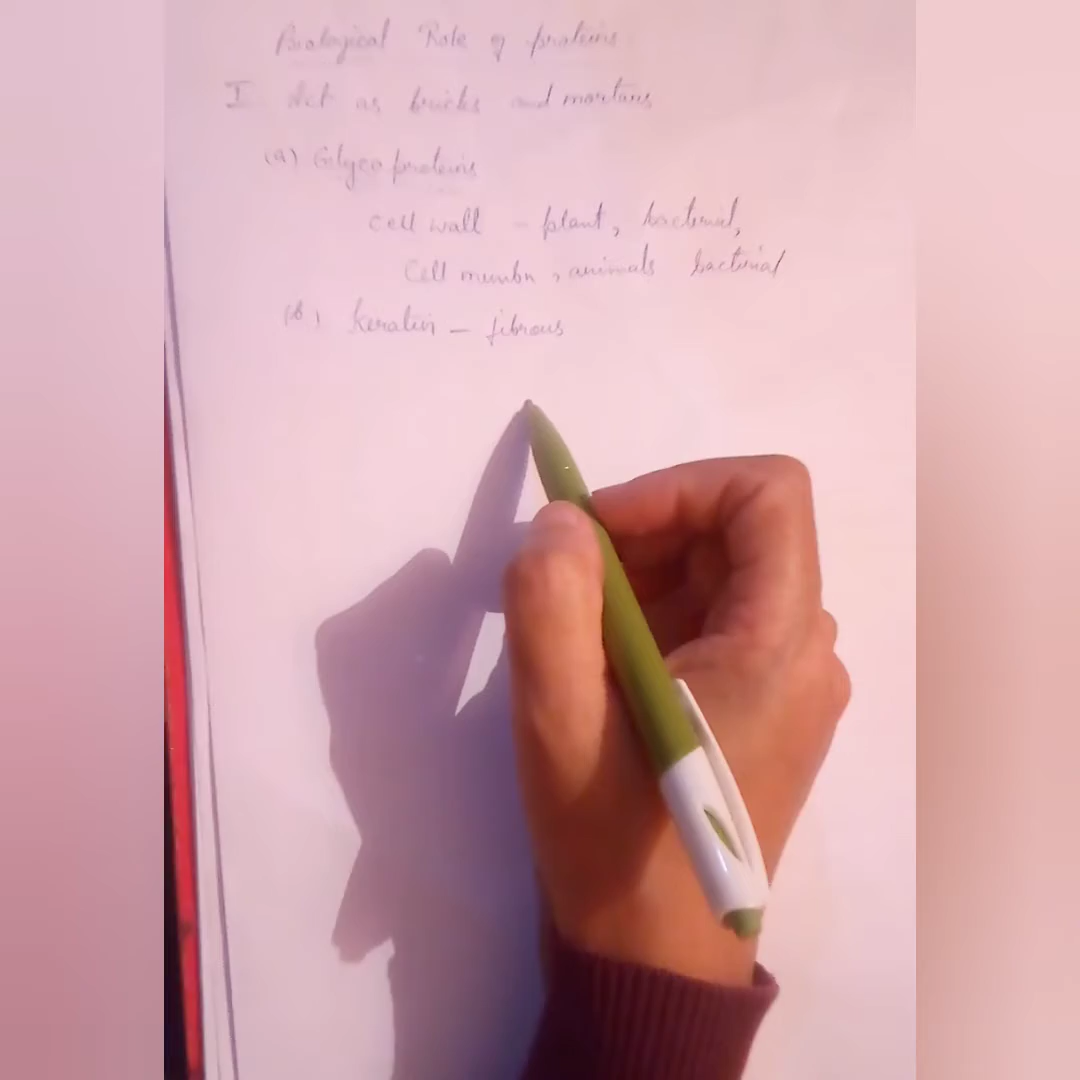 Biological Role of proteins
I Act as bricks and mortars
(a) Glyco proteins
Cell wall - plant, bacterial,
Cell membn, animals bacterial
(b) Keratin - fibrous